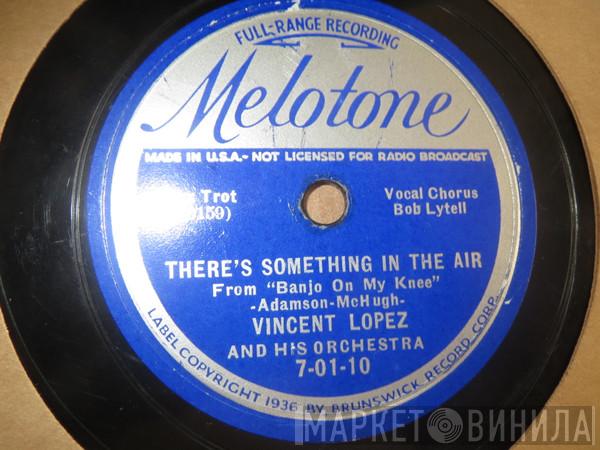 FULL-RANGE RECORDING
Melotone
MADE IN U.S.A.- NOT LICENSED FOR RADIO BROADCAST
Trot
159)
Vocal Chorus
Bob Lytell
THERE'S SOMETHING IN THE AIR
From "Banjo On My Knee"
-Adamson-McHugh-
VINCENT LOPEZ
AND HIS ORCHESTRA
7-01-10
LABEL COPYRIGHT 1936 BY BRUNSWICK RECORD CORP.
МАРКЕТ ВИНИЛА